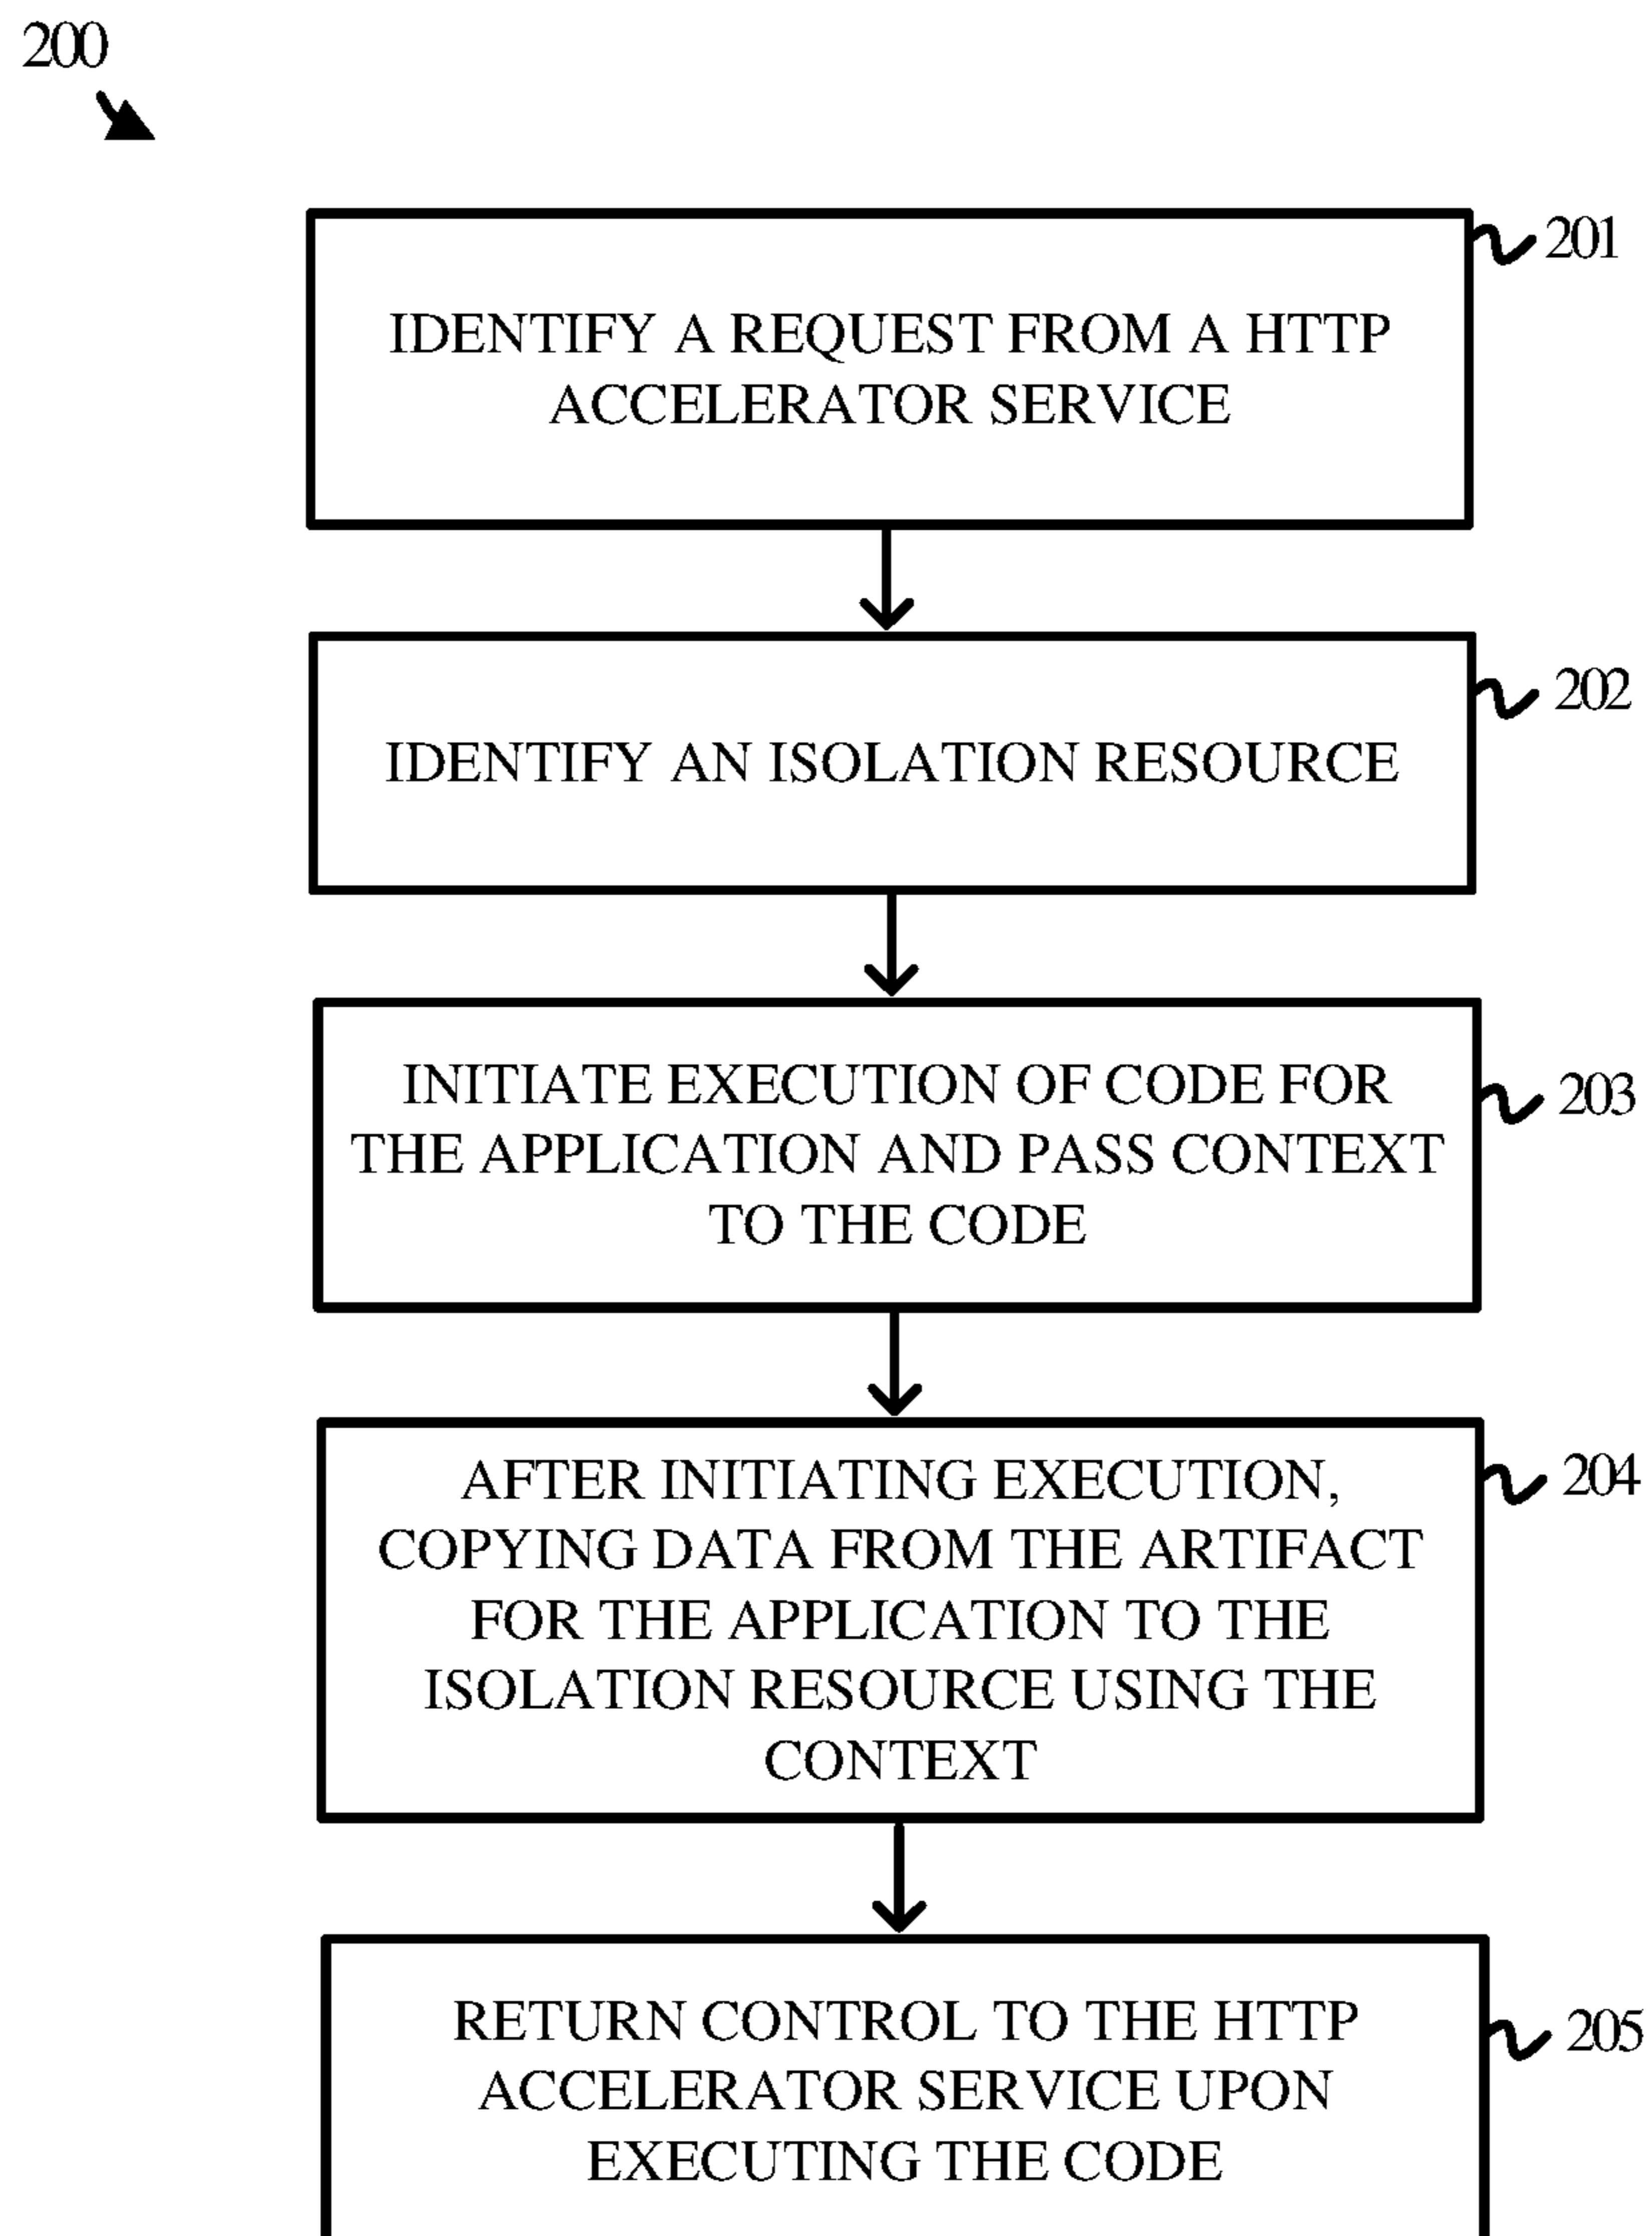 200
201
IDENTIFY A REQUEST FROM A HTTP
ACCELERATOR SERVICE
202
IDENTIFY AN ISOLATION RESOURCE
203
INITIATE EXECUTION OF CODE FOR
THE APPLICATION AND PASS CONTEXT
TO THE CODE
204
AFTER INITIATING EXECUTION,
COPYING DATA FROM THE ARTIFACT
FOR THE APPLICATION TO THE
ISOLATION RESOURCE USING THE
CONTEXT
205
RETURN CONTROL TO THE HTTP
ACCELERATOR SERVICE UPON
EXECUTING THE CODE